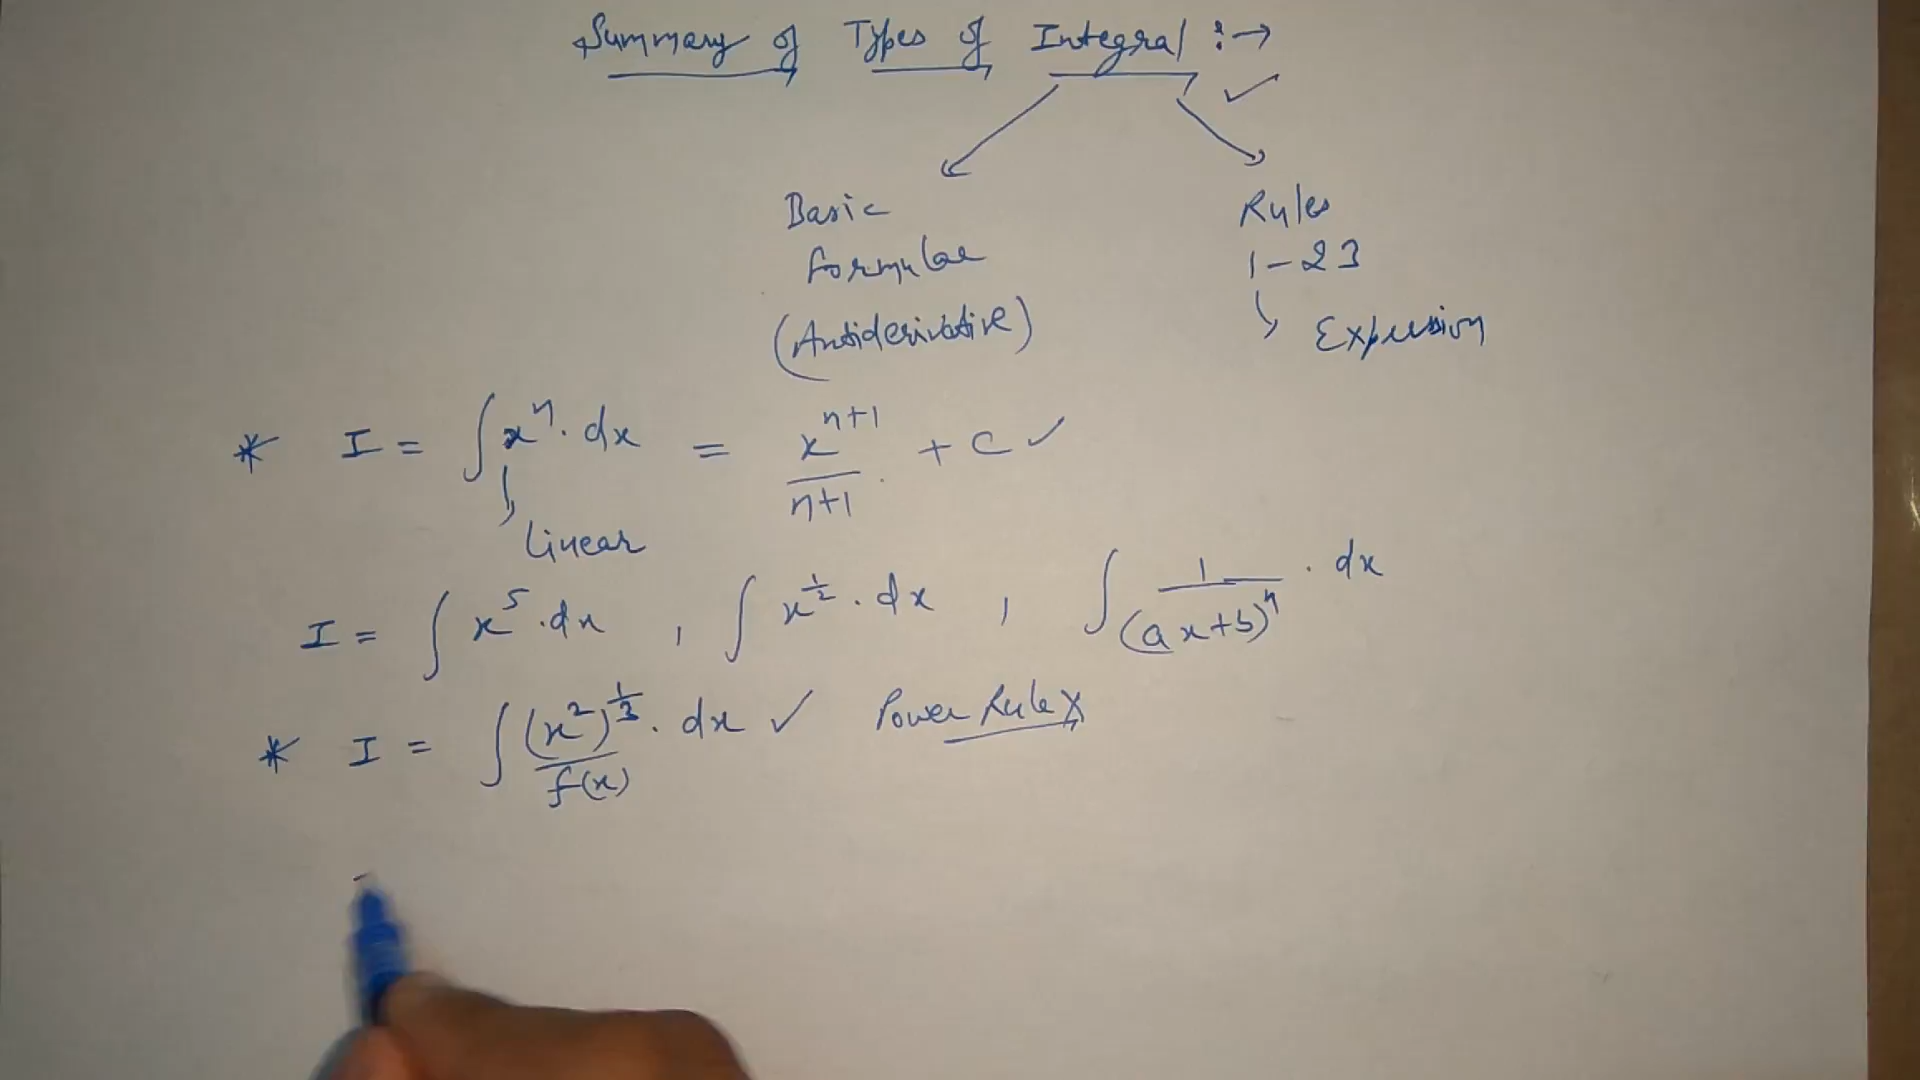 Summary of Types of Integral :→
Basic
formulae
(Antiderivative)
Rules
1-23
Expression
* I = ∫ xⁿ. dx = xⁿ⁺¹/n+1 + C ✓
Linear
I = ∫ x⁵ .dx , ∫ x^½ . dx , ∫ 1/(ax+b)ⁿ . dx
* I = ∫ (x²)^⅓ . dx ✓ Power Rule X
f(x)